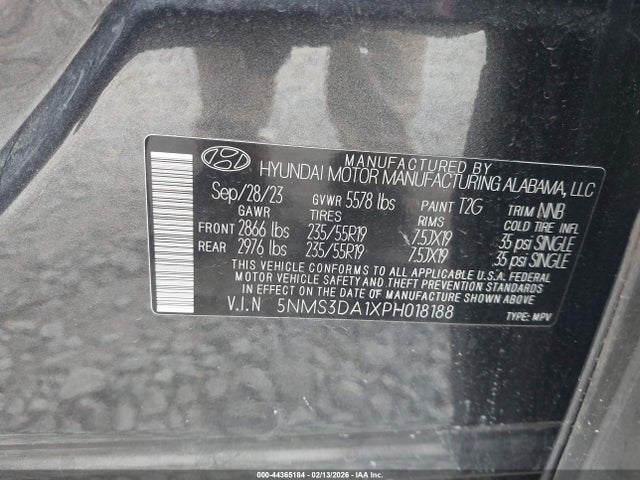 MANUFACTURED BY
HYUNDAI MOTOR MANUFACTURING ALABAMA, LLC
Sep/28/23 GVWR 5578 lbs PAINT T2G TRIM NNB
GAWR TIRES RIMS COLD TIRE INFL
FRONT 2866 lbs 235/55R19 7.5JX19 35 psi SINGLE
REAR 2976 lbs 235/55R19 7.5JX19 35 psi SINGLE
THIS VEHICLE CONFORMS TO ALL APPLICABLE U.S.A. FEDERAL
MOTOR VEHICLE SAFETY AND THEFT PREVENTION STANDARDS
IN EFFECT ON THE DATE OF MANUFACTURE SHOWN ABOVE.
V.I.N 5NMS3DA1XPH018188 TYPE: MPV
000-44365184 - 02/13/2026 - IAA Inc.